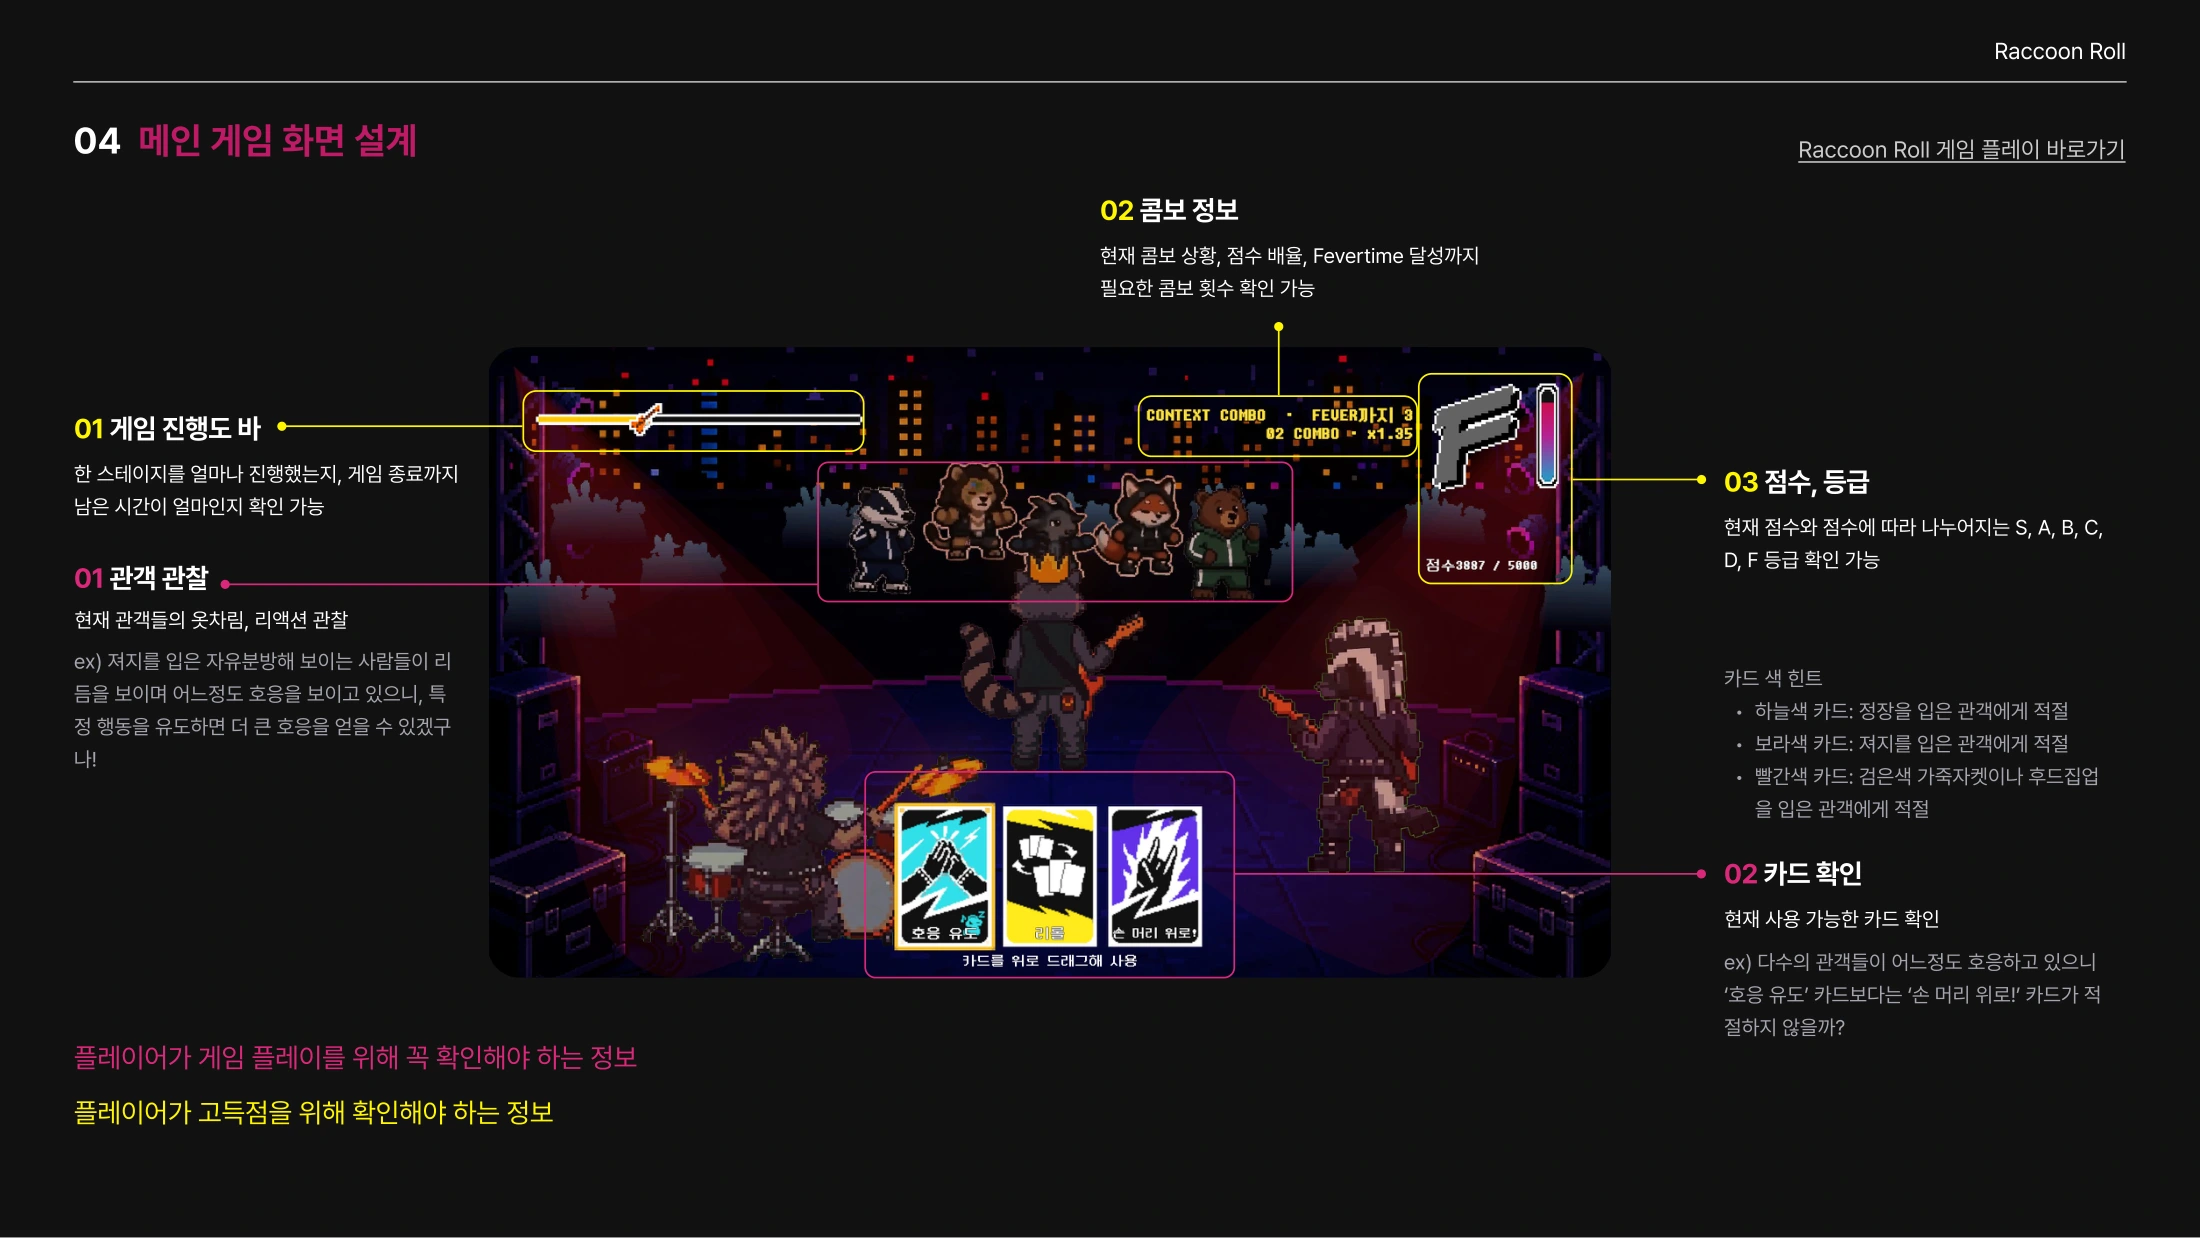 Raccoon Roll
04 메인 게임 화면 설계
Raccoon Roll 게임 플레이 바로가기
02 콤보 정보
현재 콤보 상황, 점수 배율, Fevertime 달성까지
필요한 콤보 횟수 확인 가능
01 게임 진행도 바
한 스테이지를 얼마나 진행했는지, 게임 종료까지
남은 시간이 얼마인지 확인 가능
01 관객 관찰
현재 관객들의 옷차림, 리액션 관찰
ex) 져지를 입은 자유분방해 보이는 사람들이 리
듬을 보이며 어느정도 호응을 보이고 있으니, 특
정 행동을 유도하면 더 큰 호응을 얻을 수 있겠구
나!
CONTEXT COMBO · FEVER까지 3
02 COMBO · x1.35
F
점수3887 / 5000
호응 유도
리롤
손 머리 위로!
카드를 위로 드래그해 사용
03 점수, 등급
현재 점수와 점수에 따라 나누어지는 S, A, B, C,
D, F 등급 확인 가능
카드 색 힌트
• 하늘색 카드: 정장을 입은 관객에게 적절
• 보라색 카드: 져지를 입은 관객에게 적절
• 빨간색 카드: 검은색 가죽자켓이나 후드집업
을 입은 관객에게 적절
02 카드 확인
현재 사용 가능한 카드 확인
ex) 다수의 관객들이 어느정도 호응하고 있으니
‘호응 유도’ 카드보다는 ‘손 머리 위로!’ 카드가 적
절하지 않을까?
플레이어가 게임 플레이를 위해 꼭 확인해야 하는 정보
플레이어가 고득점을 위해 확인해야 하는 정보